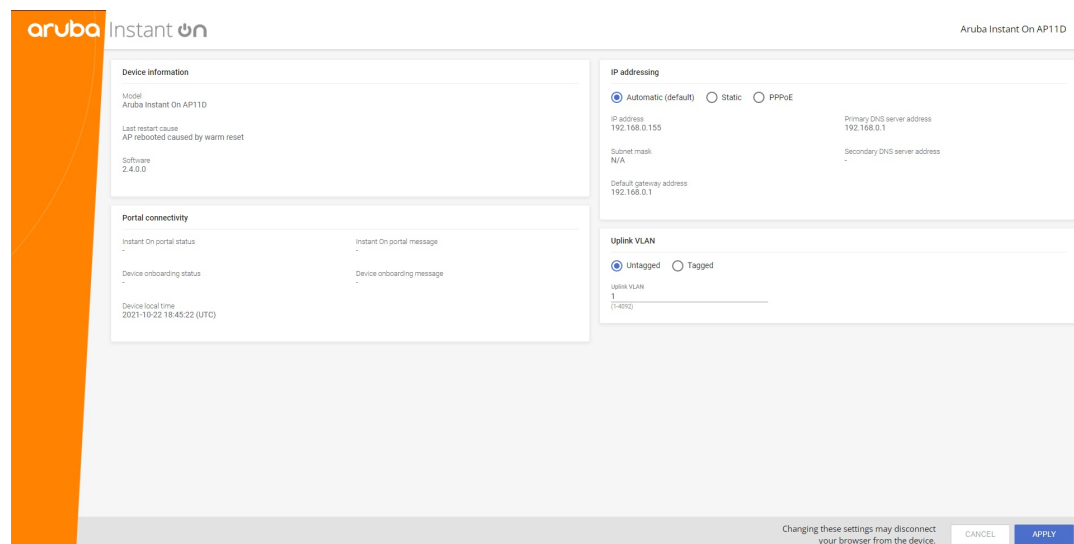 aruba Instant On
Aruba Instant On AP11D
Device information
Model
Aruba Instant On AP11D
Last restart cause
AP rebooted caused by warm reset
Software
2.4.0.0
Portal connectivity
Instant On portal status
-
Instant On portal message
-
Device onboarding status
-
Device onboarding message
-
Device local time
2021-10-22 18:45:22 (UTC)
IP addressing
Automatic (default) Static PPPoE
IP address
192.168.0.155
Primary DNS server address
192.168.0.1
Subnet mask
N/A
Secondary DNS server address
-
Default gateway address
192.168.0.1
Uplink VLAN
Untagged Tagged
Uplink VLAN
1
(1-4092)
Changing these settings may disconnect
your browser from the device.
CANCEL APPLY